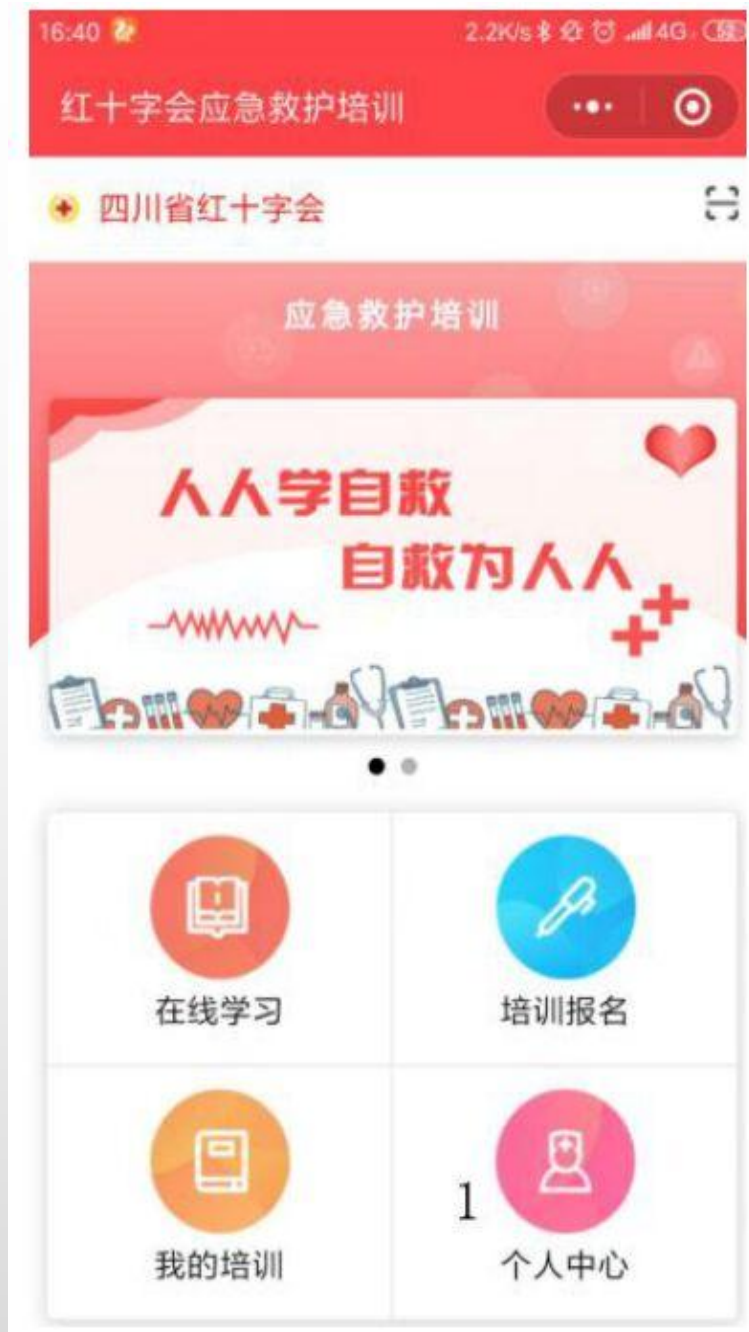 16:40
2.2K/s 4G
红十字会应急救护培训
四川省红十字会
应急救护培训
人人学自救
自救为人人
在线学习
培训报名
我的培训
1
个人中心